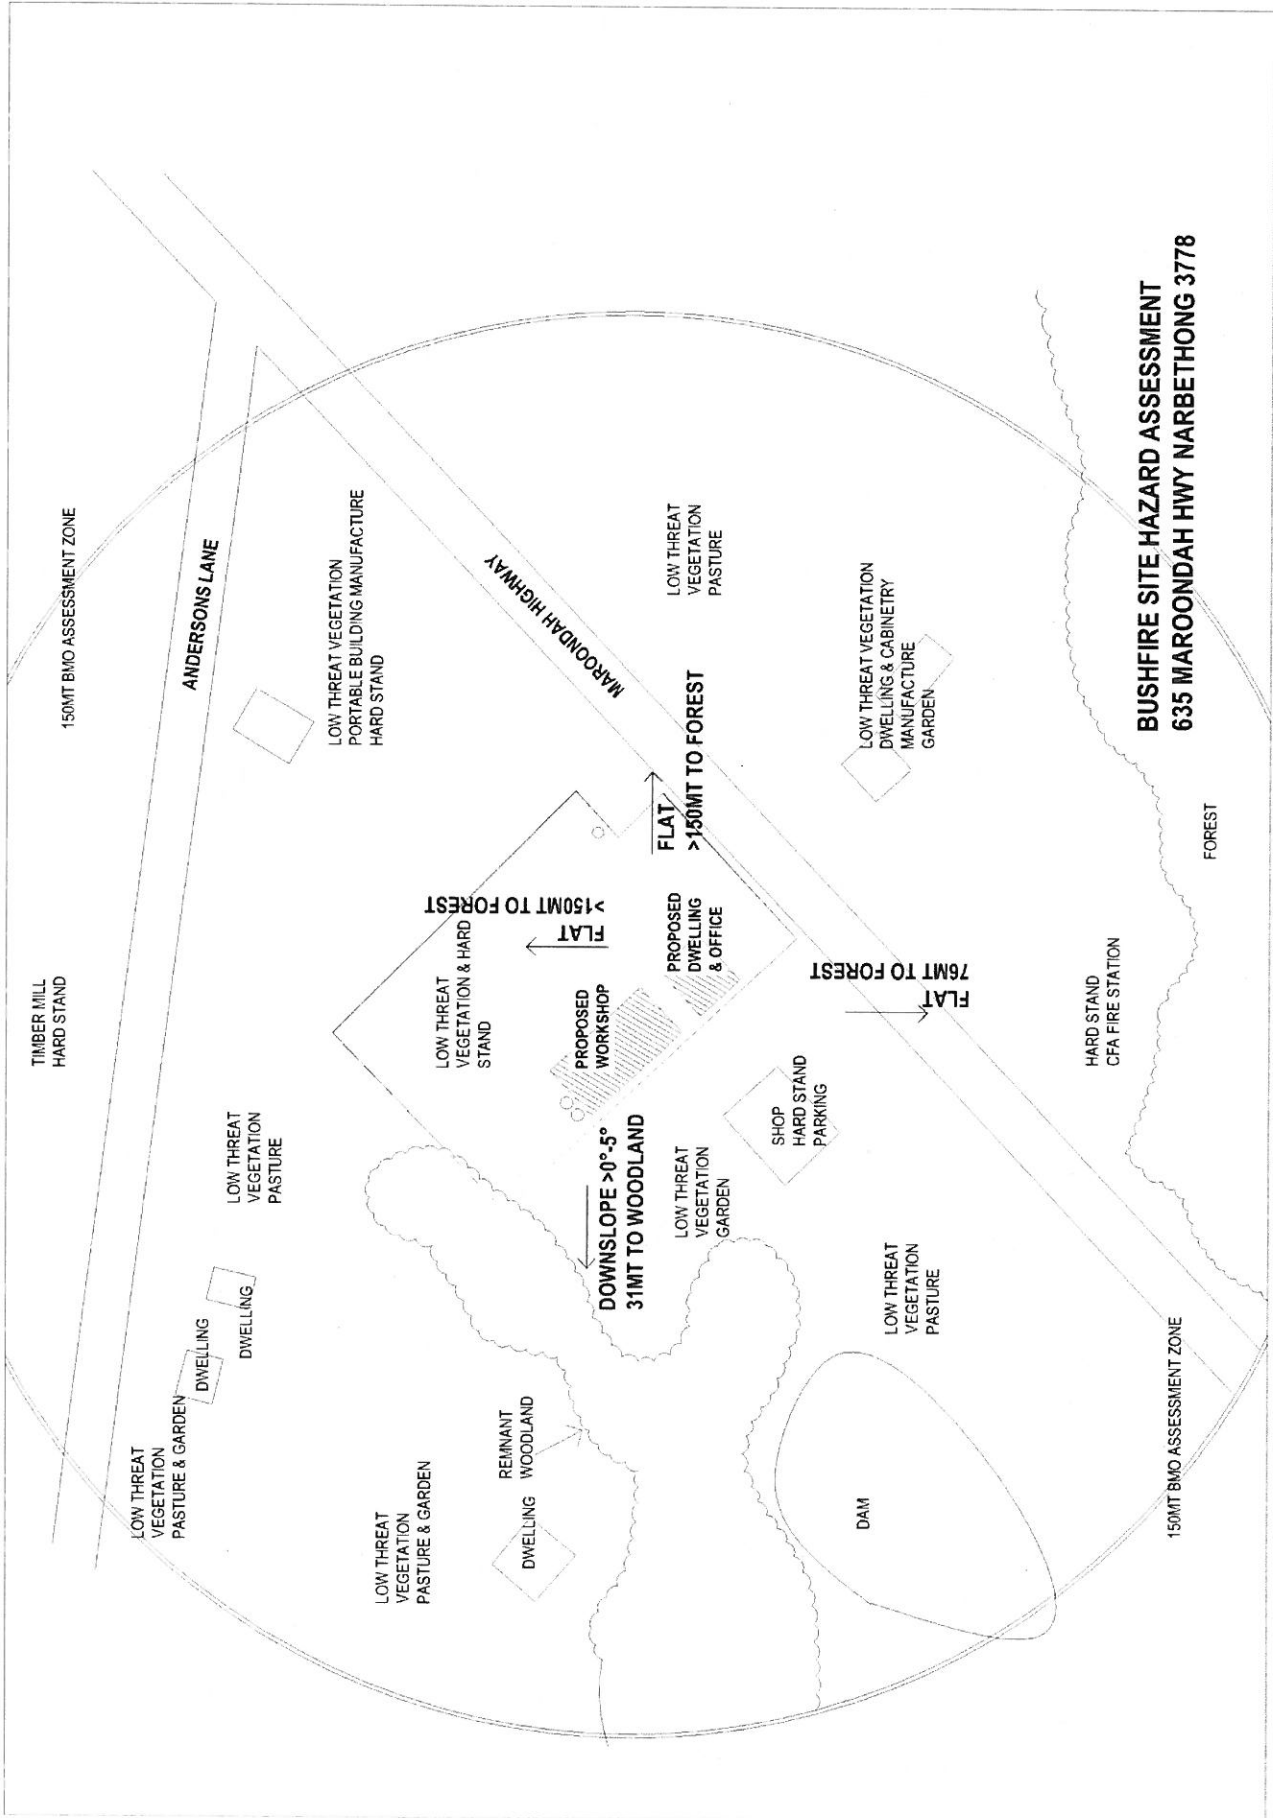 TIMBER MILL
HARD STAND
150MT BMO ASSESSMENT ZONE
LOW THREAT
VEGETATION
PASTURE & GARDEN
DWELLING
ANDERSONS LANE
LOW THREAT
VEGETATION
PASTURE
DWELLING
LOW THREAT VEGETATION
PORTABLE BUILDING MANUFACTURE
HARD STAND
LOW THREAT
VEGETATION
PASTURE & GARDEN
LOW THREAT
VEGETATION & HARD
STAND
FLAT
>150MT TO FOREST
REMNANT
WOODLAND
DWELLING
MAROONDAH HIGHWAY
PROPOSED
WORKSHOP
DOWNSLOPE >0°-5°
31MT TO WOODLAND
FLAT
>150MT TO FOREST
PROPOSED
DWELLING
& OFFICE
LOW THREAT
VEGETATION
PASTURE
LOW THREAT
VEGETATION
GARDEN
SHOP
HARD STAND
PARKING
FLAT
76MT TO FOREST
DAM
LOW THREAT VEGETATION
DWELLING & CABINETRY
MANUFACTURE
GARDEN
LOW THREAT
VEGETATION
PASTURE
HARD STAND
CFA FIRE STATION
150MT BMO ASSESSMENT ZONE
FOREST
BUSHFIRE SITE HAZARD ASSESSMENT
635 MAROONDAH HWY NARBETHONG 3778